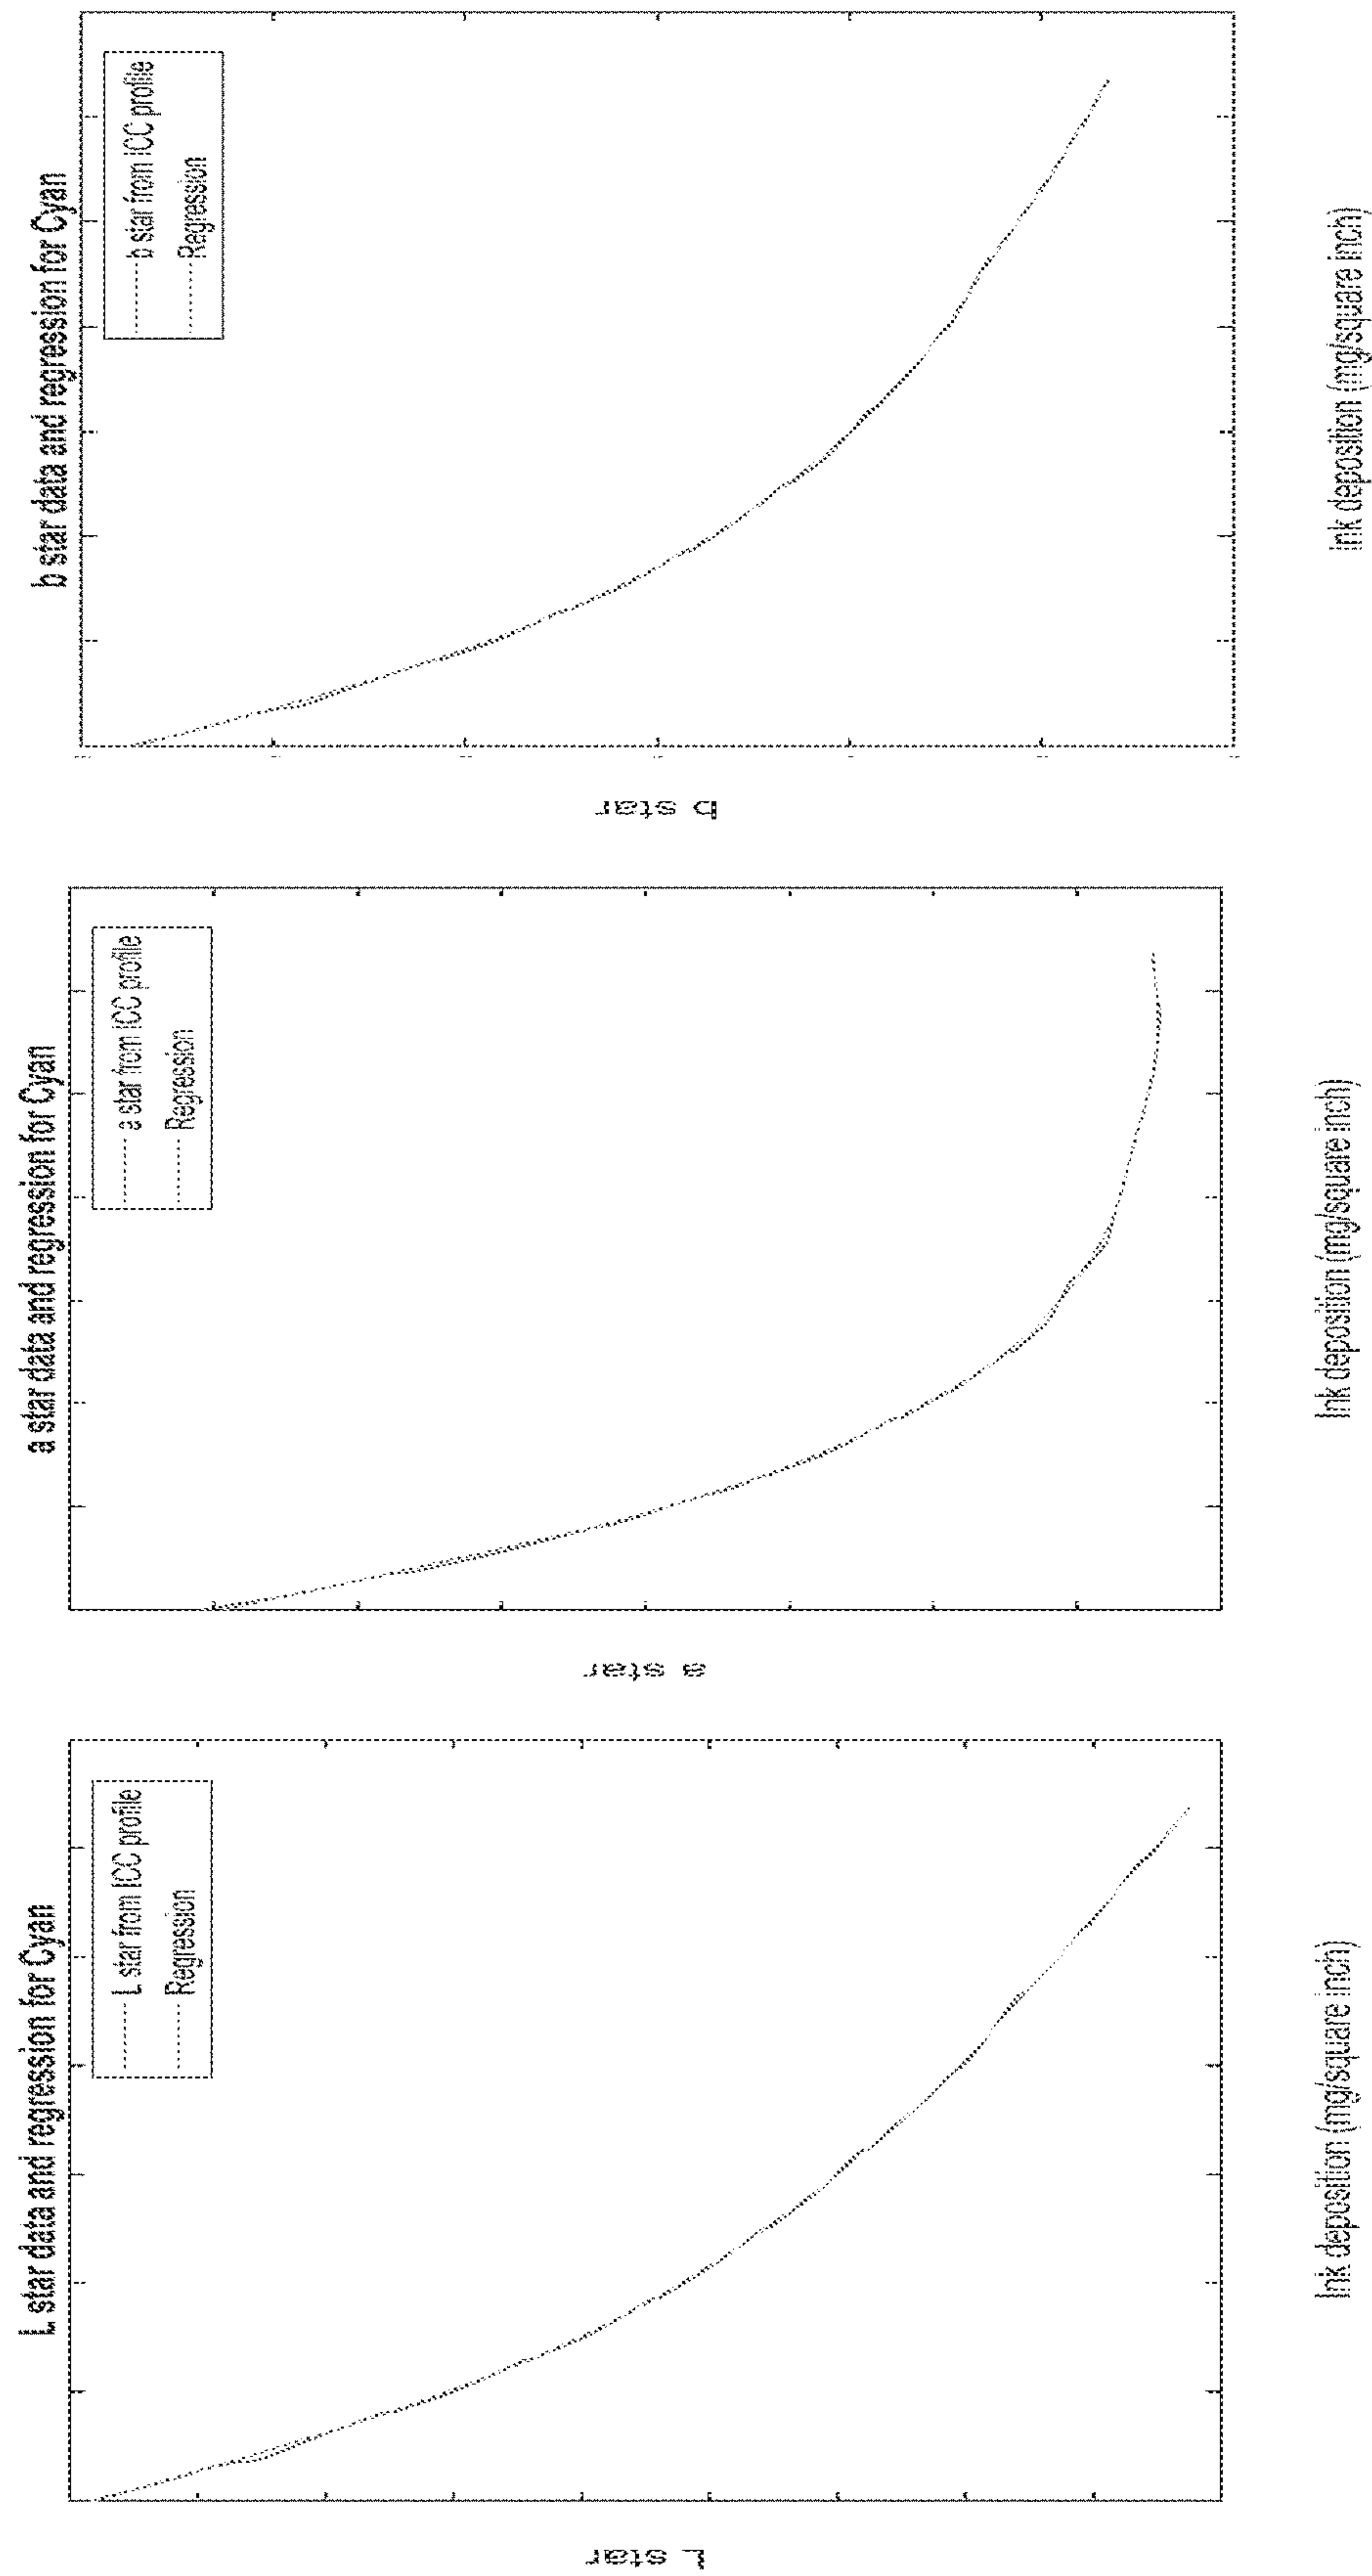 L star data and regression for Cyan
L star from ICC profile
Regression
L star
Ink deposition (mg/square inch)
a star data and regression for Cyan
a star from ICC profile
Regression
a star
Ink deposition (mg/square inch)
b star data and regression for Cyan
b star from ICC profile
Regression
b star
Ink deposition (mg/square inch)